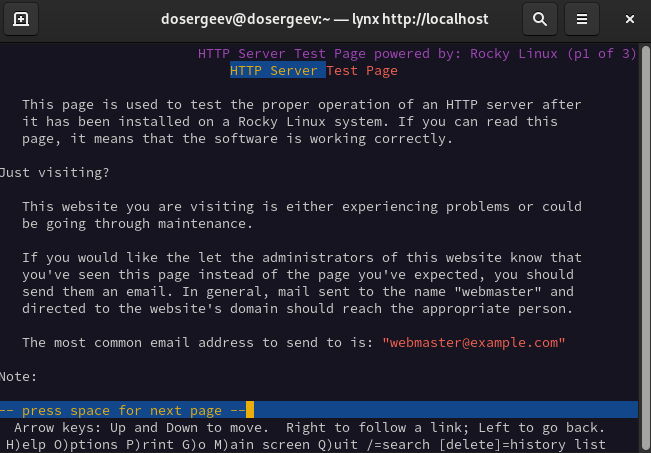 dosergeev@dosergeev:~ — lynx http://localhost
HTTP Server Test Page powered by: Rocky Linux (p1 of 3)
HTTP Server Test Page
This page is used to test the proper operation of an HTTP server after
it has been installed on a Rocky Linux system. If you can read this
page, it means that the software is working correctly.
Just visiting?
This website you are visiting is either experiencing problems or could
be going through maintenance.
If you would like the let the administrators of this website know that
you've seen this page instead of the page you've expected, you should
send them an email. In general, mail sent to the name "webmaster" and
directed to the website's domain should reach the appropriate person.
The most common email address to send to is: "webmaster@example.com"
Note:
-- press space for next page --
Arrow keys: Up and Down to move.  Right to follow a link; Left to go back.
H)elp O)ptions P)rint G)o M)ain screen Q)uit /=search [delete]=history list